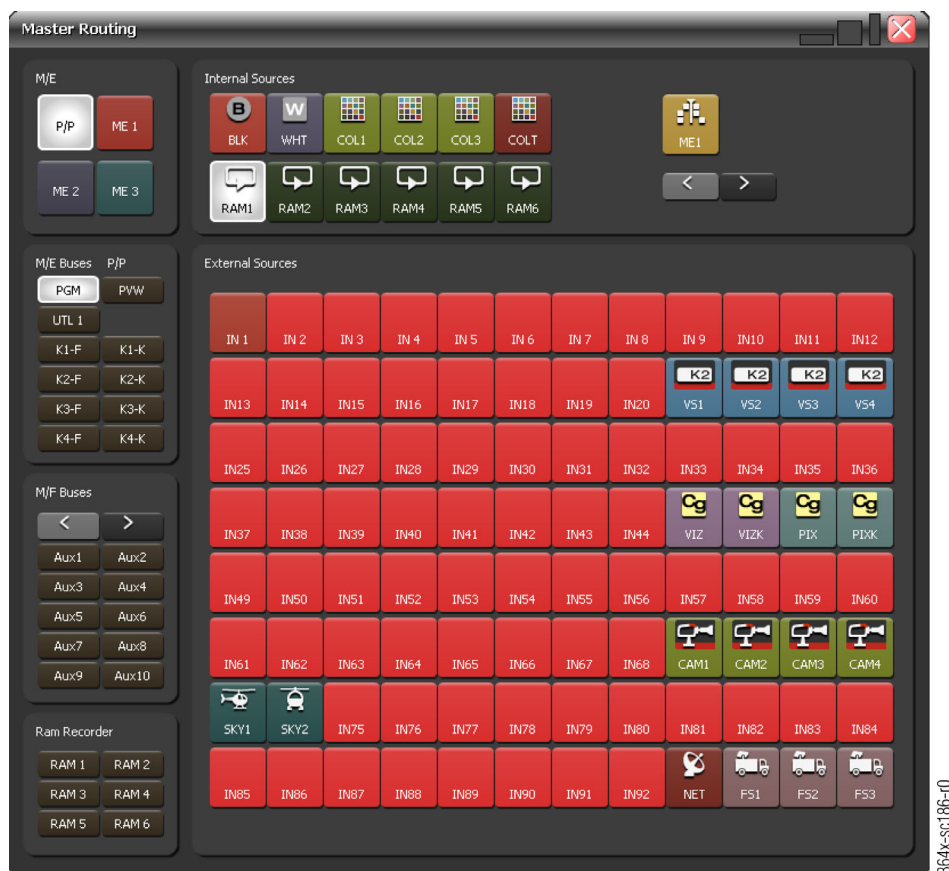 Master Routing
M/E
P/P ME 1
ME 2 ME 3
Internal Sources
B W
BLK WHT COL1 COL2 COL3 COLT ME1
RAM1 RAM2 RAM3 RAM4 RAM5 RAM6
< >
M/E Buses P/P
PGM PVW
UTL 1
K1-F K1-K
K2-F K2-K
K3-F K3-K
K4-F K4-K
M/F Buses
< >
Aux1 Aux2
Aux3 Aux4
Aux5 Aux6
Aux7 Aux8
Aux9 Aux10
Ram Recorder
RAM 1 RAM 2
RAM 3 RAM 4
RAM 5 RAM 6
External Sources
IN 1 IN 2 IN 3 IN 4 IN 5 IN 6 IN 7 IN 8 IN 9 IN10 IN11 IN12
K2 K2 K2 K2
IN13 IN14 IN15 IN16 IN17 IN18 IN19 IN20 VS1 VS2 VS3 VS4
IN25 IN26 IN27 IN28 IN29 IN30 IN31 IN32 IN33 IN34 IN35 IN36
Cg Cg Cg Cg
IN37 IN38 IN39 IN40 IN41 IN42 IN43 IN44 VIZ VIZK PIX PIXK
IN49 IN50 IN51 IN52 IN53 IN54 IN55 IN56 IN57 IN58 IN59 IN60
IN61 IN62 IN63 IN64 IN65 IN66 IN67 IN68 CAM1 CAM2 CAM3 CAM4
SKY1 SKY2 IN75 IN76 IN77 IN78 IN79 IN80 IN81 IN82 IN83 IN84
IN85 IN86 IN87 IN88 IN89 IN90 IN91 IN92 NET FS1 FS2 FS3
364x-sc186-r0